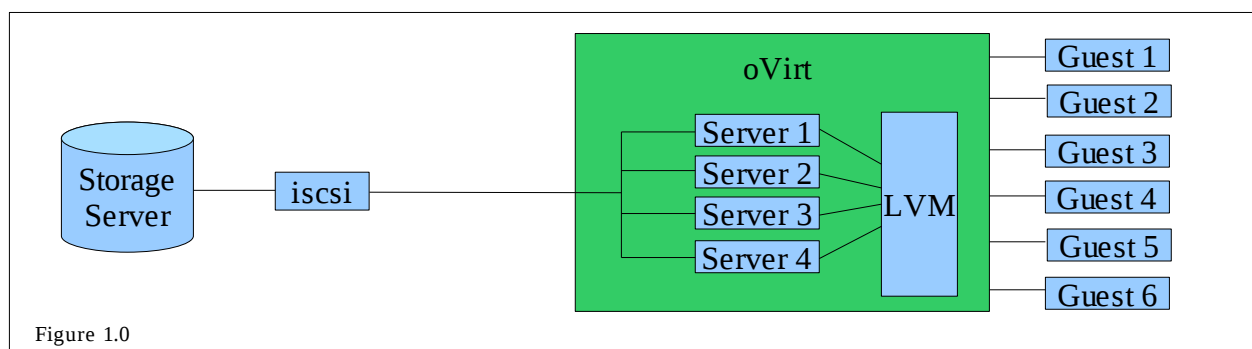 Storage
Server
iscsi
oVirt
Server 1
Server 2
Server 3
Server 4
LVM
Guest 1
Guest 2
Guest 3
Guest 4
Guest 5
Guest 6
Figure 1.0